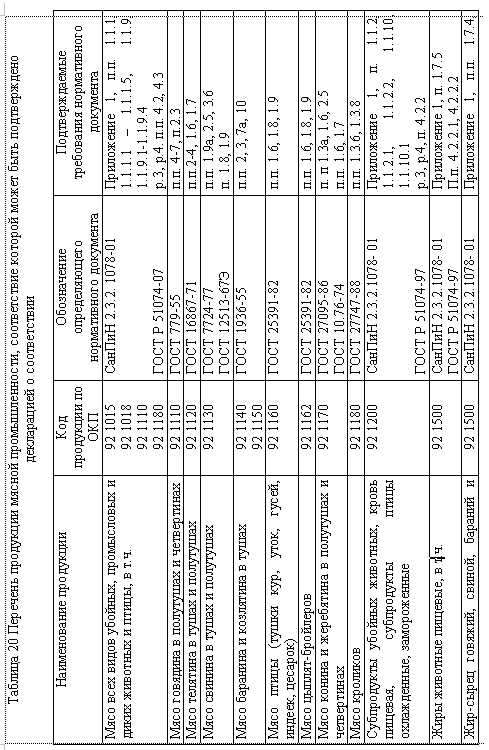 Таблица 20 Перечень продукции мясной промышленности, соответствие которой может быть подтверждено
декларацией о соответствии
Наименование продукции
Код
продукции по
ОКП
Обозначение
определяющего
нормативного документа
Подтверждаемые
требования нормативного
документа
Мясо всех видов убойных, промысловых и
диких животных и птицы, в т.ч.
92 1015
92 1018
92 1110
92 1180
СанПиН 2.3.2. 1078-01
ГОСТ Р 51074-07
Приложение 1, п.п. 1.1.1,
1.1.1.1 – 1.1.1.5, 1.1.9,
1.1.9.1-1.1.9.4
р.3, р.4. п.п. 4.2, 4.3
Мясо говядина в полутушах и четвертинах
92 1110
ГОСТ 779-55
п.п. 4-7, п.2.3
Мясо телятина в тушах и полутушах
92 1120
ГОСТ 16867-71
п.п. 2-4, 1.6, 1.7
Мясо свинина в тушах и полутушах
92 1130
ГОСТ 7724-77
ГОСТ 12513-67Э
п.п. 1.9а, 2.5, 3.6
п. 1.8, 1.9
Мясо баранина и козлятина в тушах
92 1140
92 1150
ГОСТ 1936-55
п.п. 2, 3, 7а, 10
Мясо птицы (тушки кур, уток, гусей,
индеек, цесарок)
92 1160
ГОСТ 25391-82
п.п. 1.6, 1.8, 1.9
Мясо цыплят-бройлеров
92 1162
ГОСТ 25391-82
п.п. 1.6, 1.8, 1.9
Мясо конина и жеребятина в полутушах и
четвертинах
92 1170
ГОСТ 27095-86
ГОСТ 10.76-74
п. п 1.3а, 1.6, 2.5
п.п. 1.6, 1.7
Мясо кроликов
92 1180
ГОСТ 27747-88
п.п. 1.3.6, 1.3.8
Субпродукты убойных животных, кровь
пищевая, субпродукты птицы
охлажденные, замороженные
92 1200
СанПиН 2.3.2. 1078- 01
ГОСТ Р 51074-97
Приложение 1, п. 1.1.2,
1.1.2.1, 1.1.2.2, 1.1.10,
1.1.10.1
р.3, р.4, п.п. 4.2.2
Жиры животные пищевые, в т.ч.
92 1500
СанПиН 2.3.2. 1078- 01
ГОСТ Р 51074-97
Приложение 1, п. 1.7.5
П.п. 4.2.2.1, 4.2.2.2
Жир-сырец говяжий, свиной, бараний и
92 1500
СанПиН 2.3.2. 1078- 01
Приложение 1, п.п. 1.7.4,